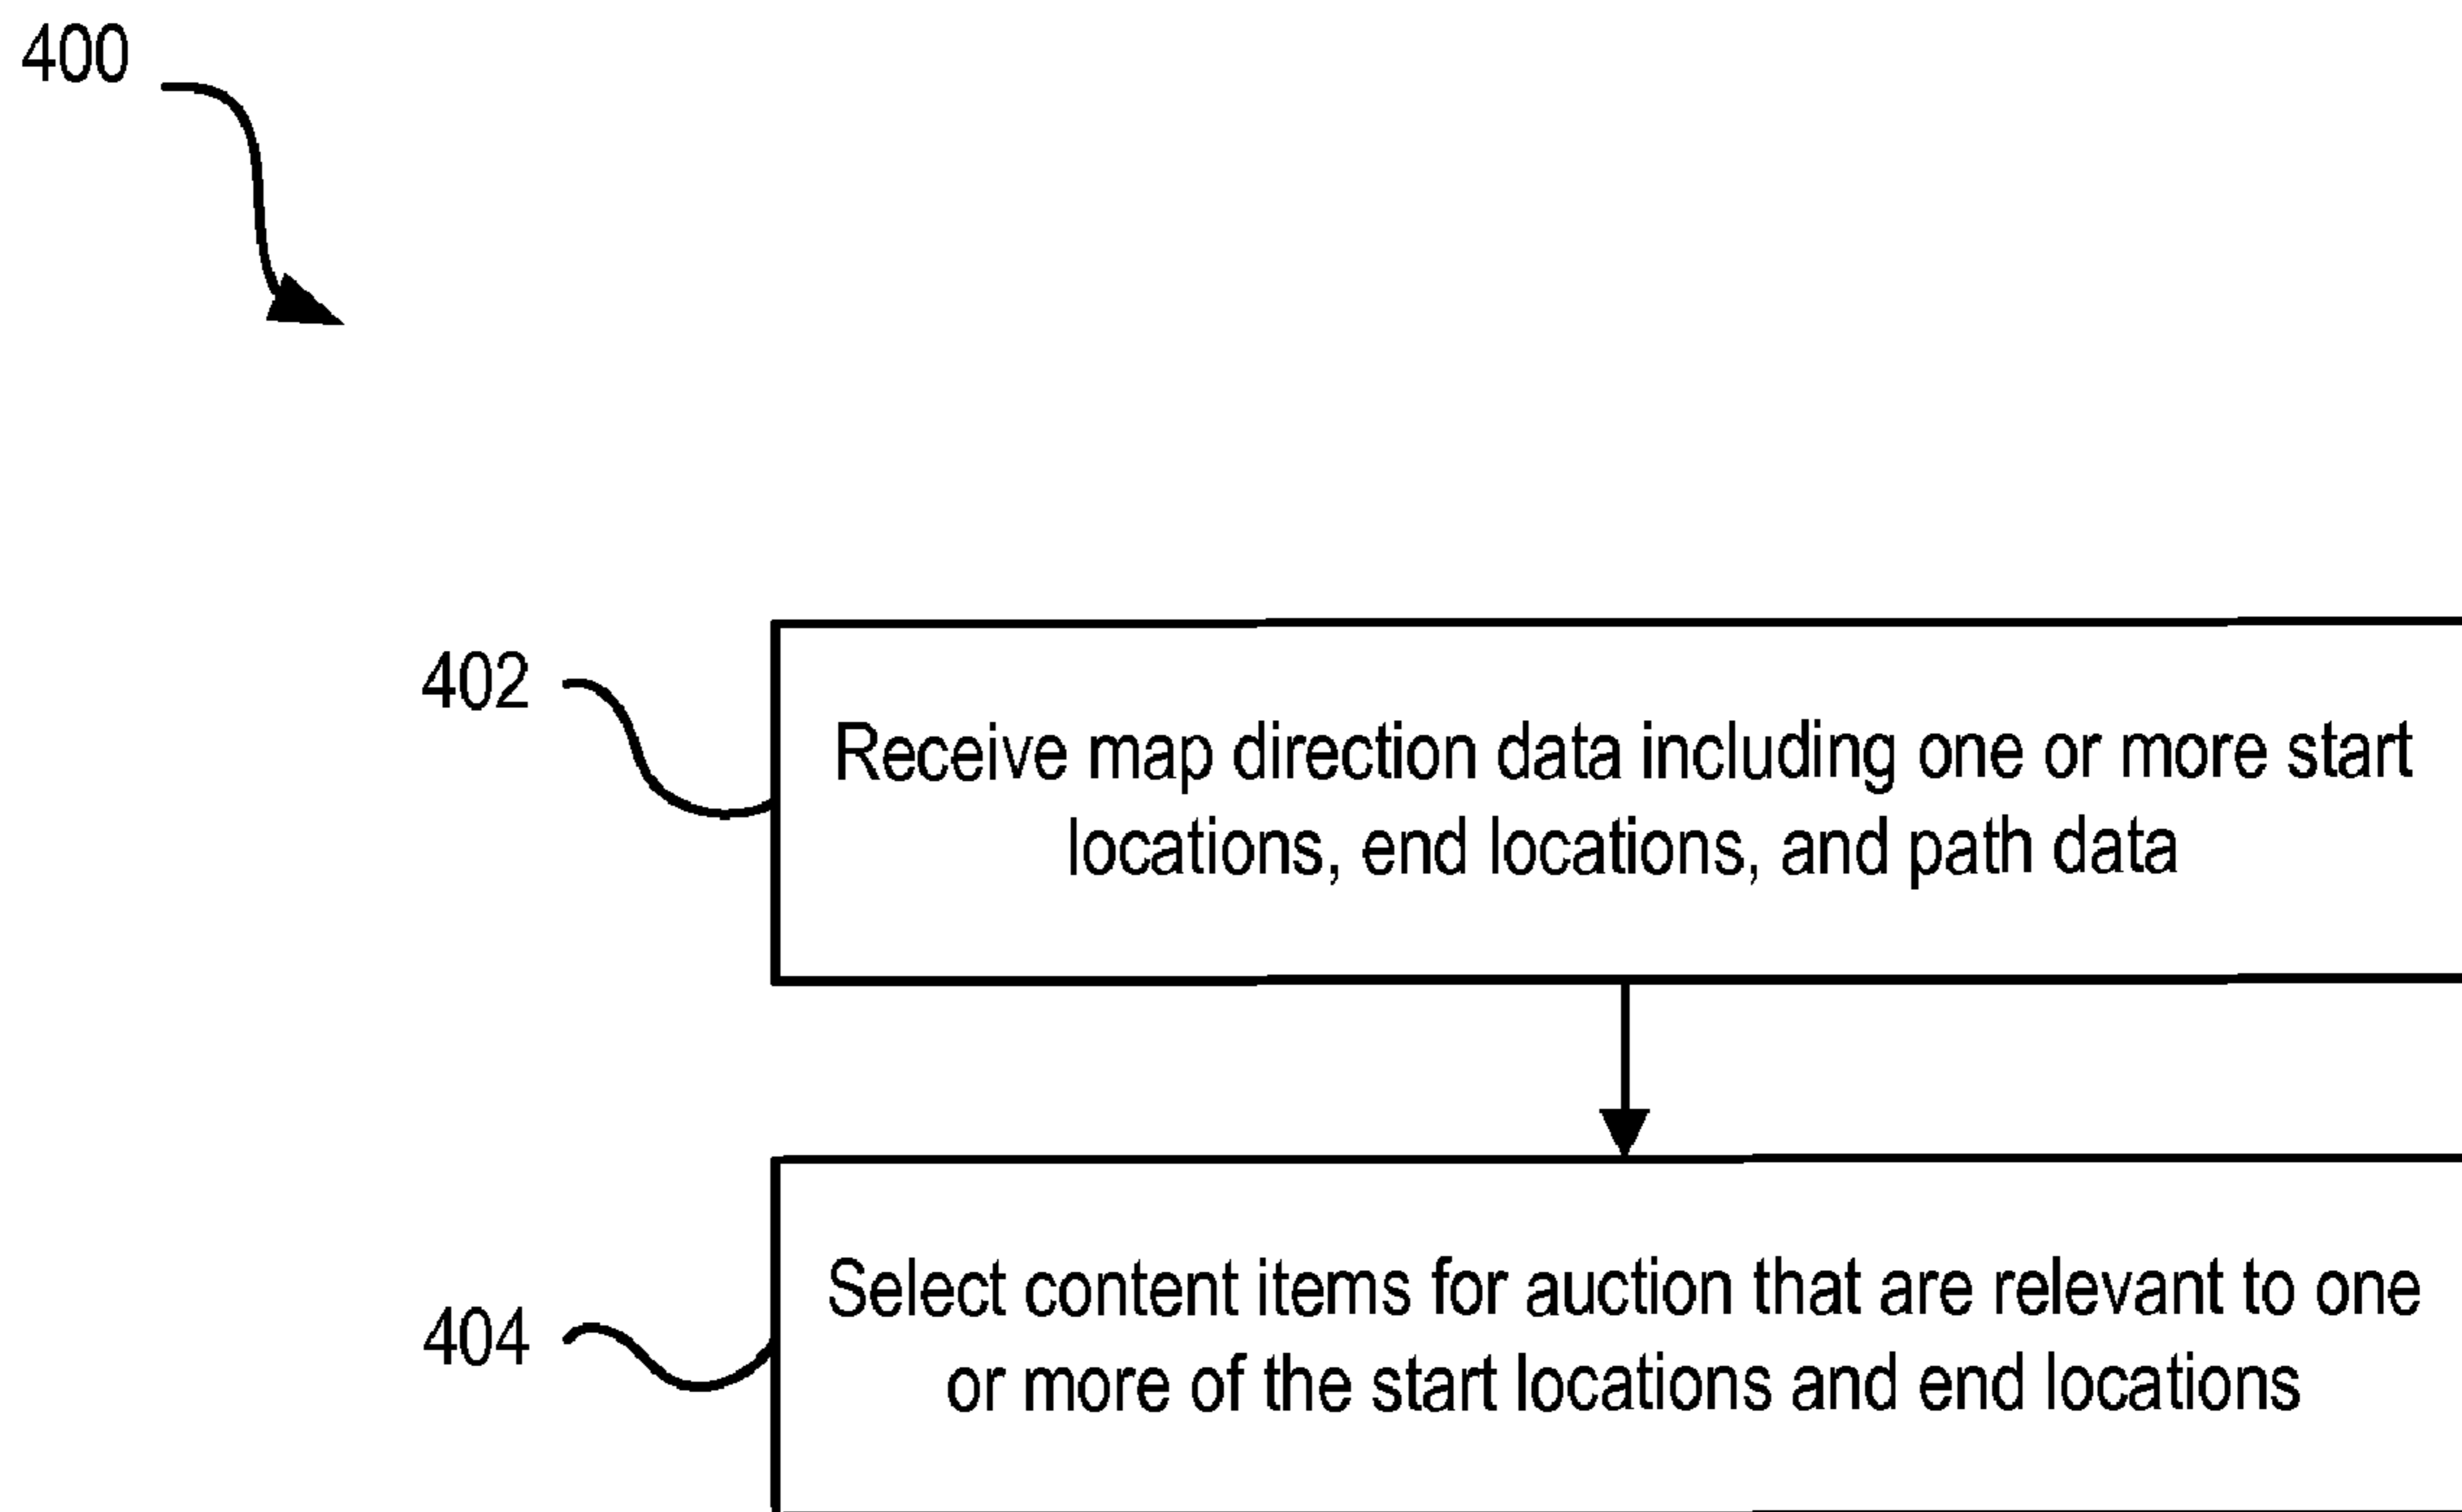 400
402
Receive map direction data including one or more start
locations, end locations, and path data
404
Select content items for auction that are relevant to one
or more of the start locations and end locations